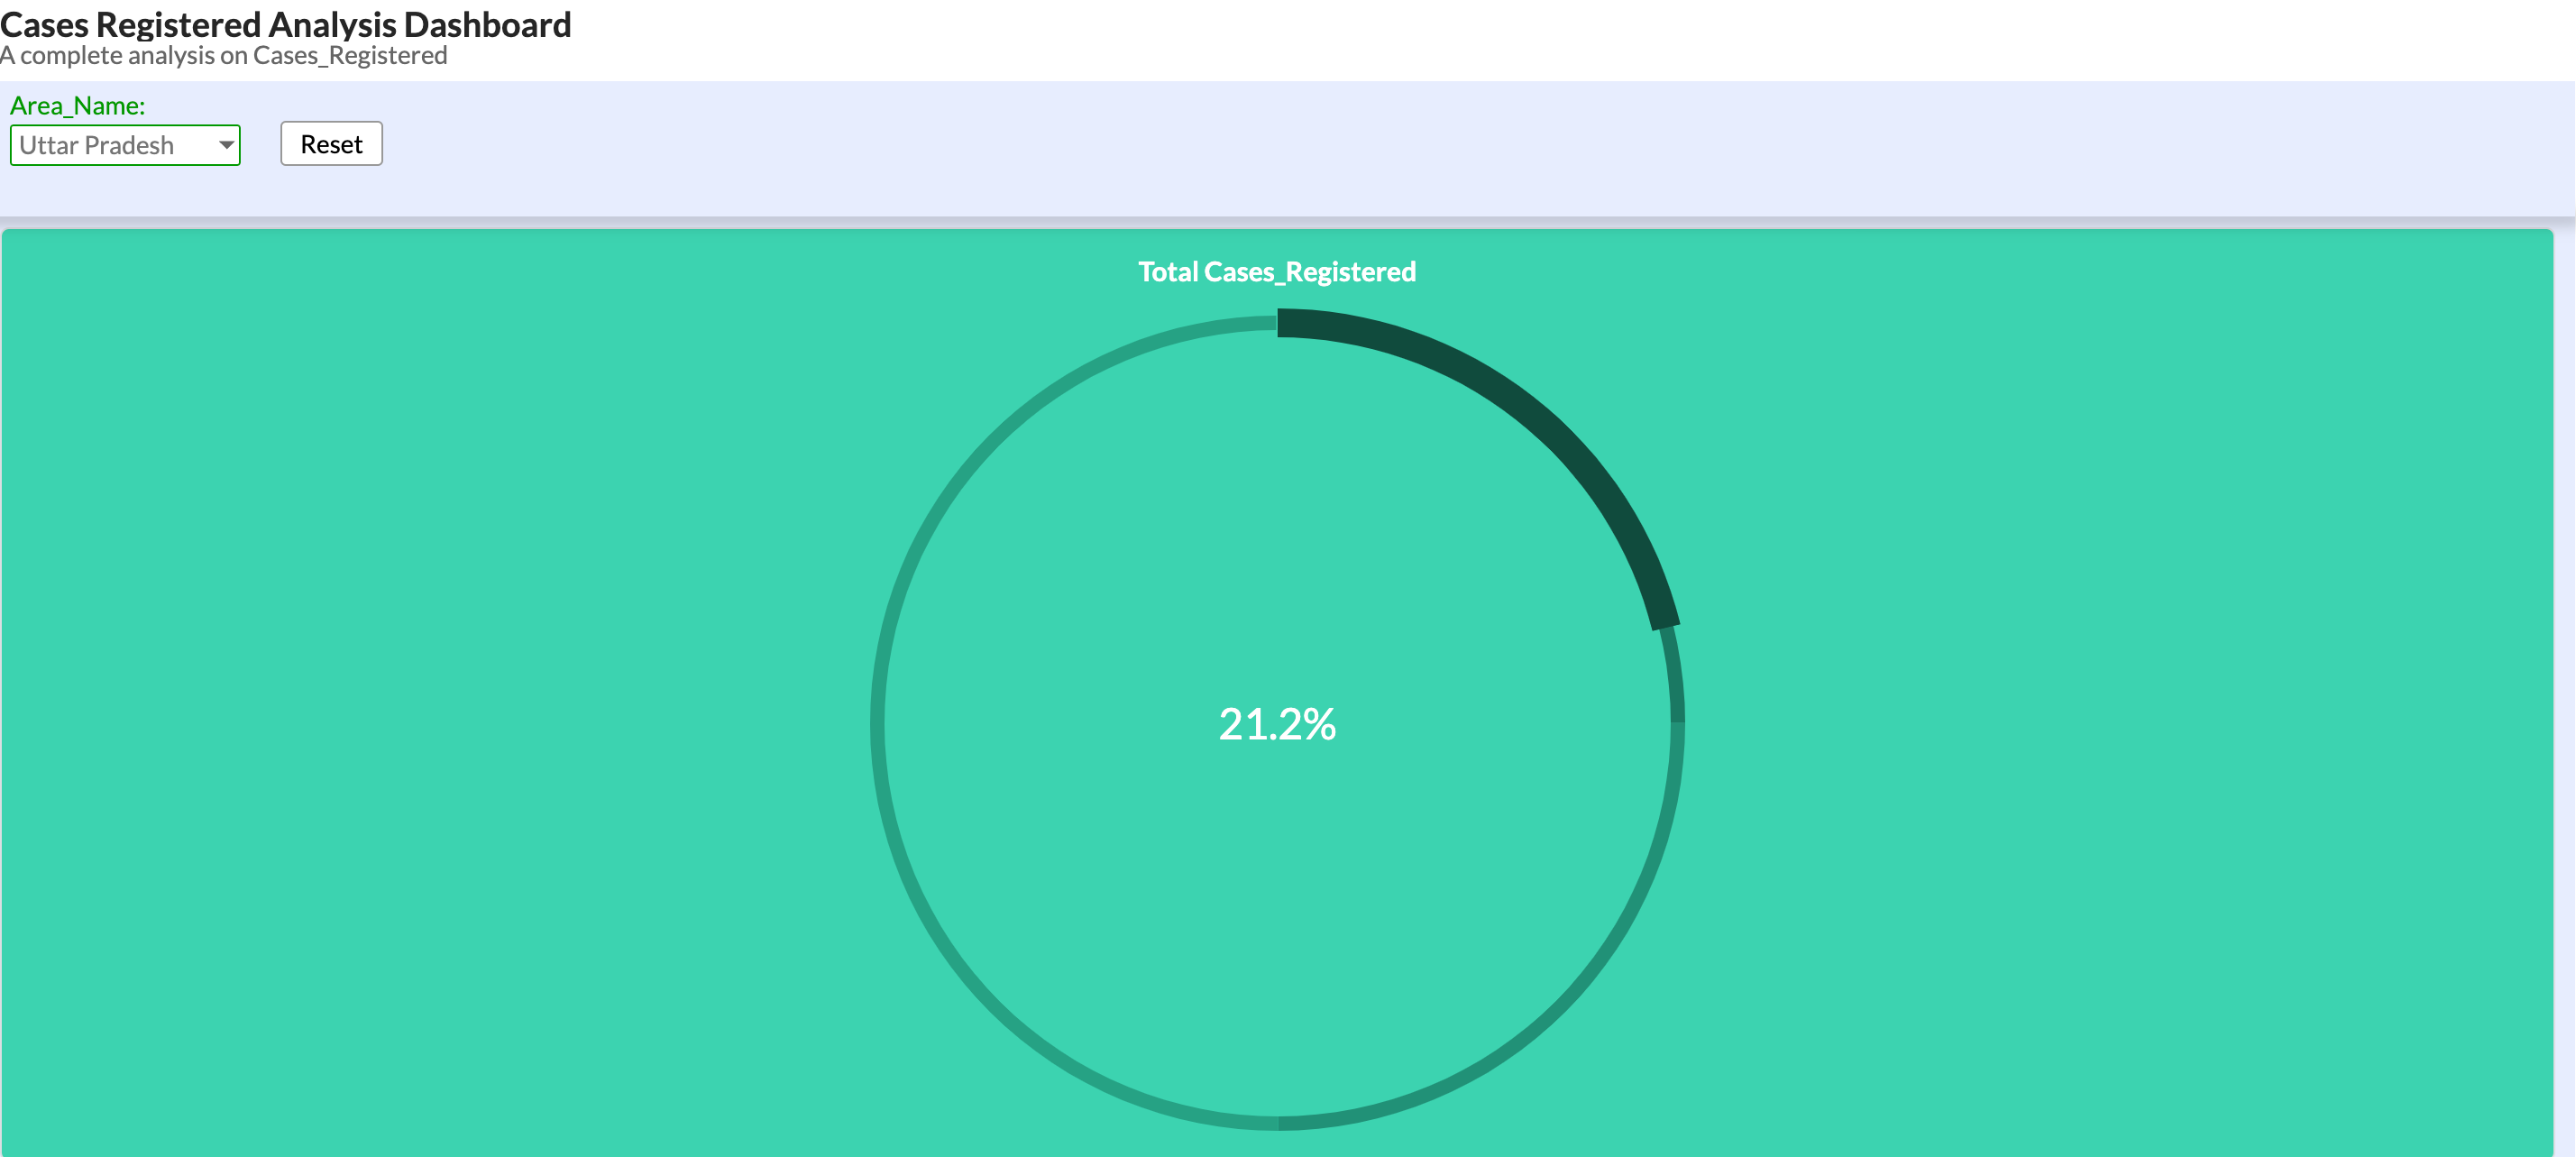 Cases Registered Analysis Dashboard
A complete analysis on Cases_Registered
Area_Name:
Uttar Pradesh
Reset
Total Cases_Registered
21.2%